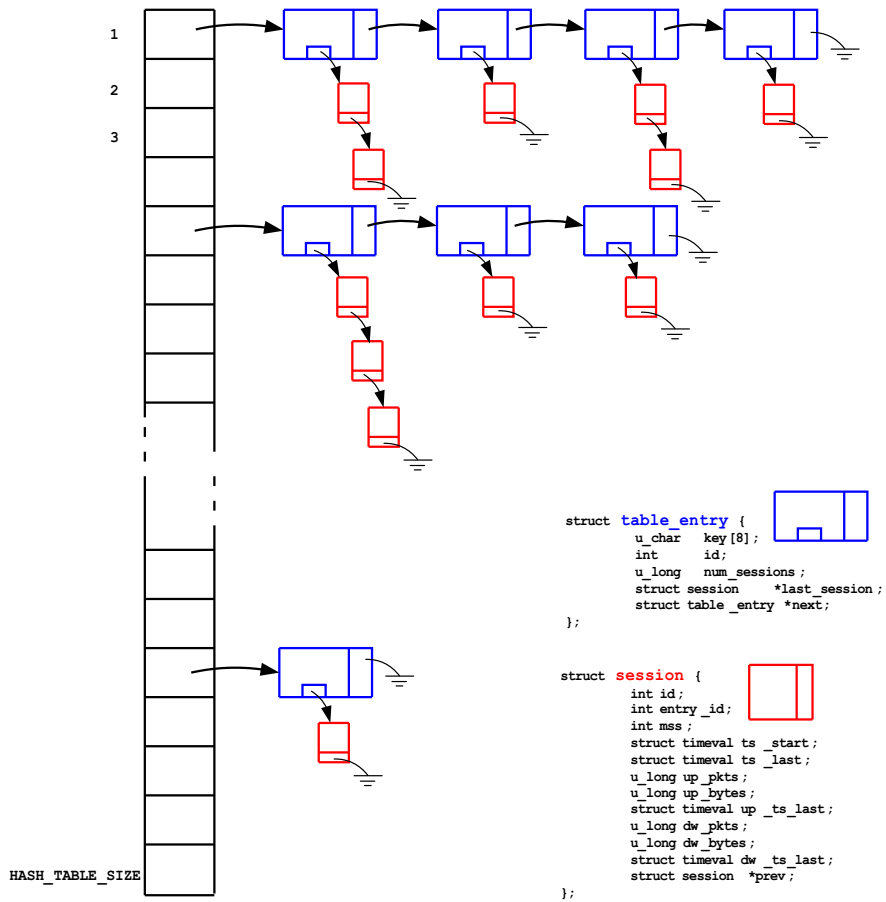 1
2
3
struct table_entry {
u_char key[8];
int id;
u_long num_sessions;
struct session *last_session;
struct table_entry *next;
};
struct session {
int id;
int entry_id;
int mss;
struct timeval ts_start;
struct timeval ts_last;
u_long up_pkts;
u_long up_bytes;
struct timeval up_ts_last;
u_long dw_pkts;
u_long dw_bytes;
struct timeval dw_ts_last;
struct session *prev;
};
HASH_TABLE_SIZE